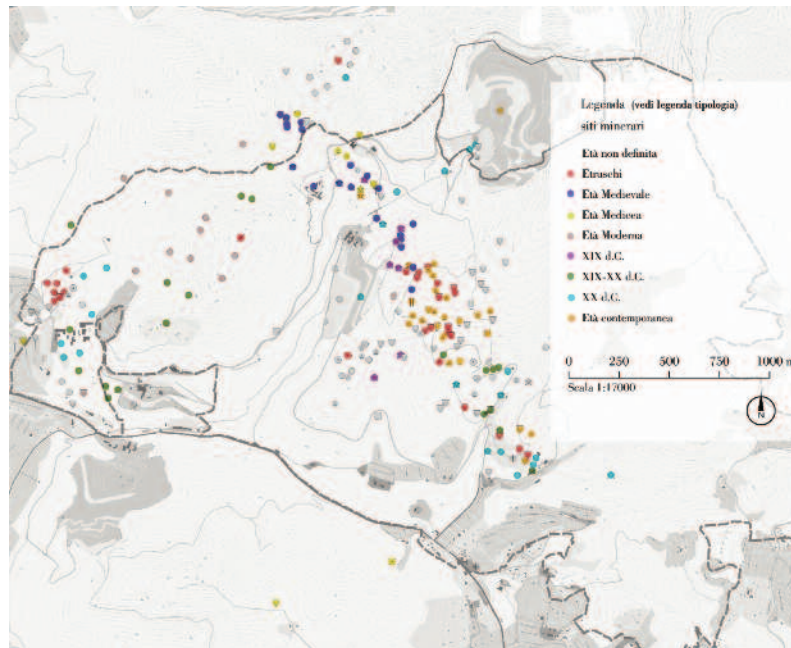 Legenda (vedi legenda tipologia)
siti minerari
Età non definita
Etruschi
Età Medievale
Età Medicea
Età Moderna
XIX d.C.
XIX-XX d.C.
XX d.C.
Età contemporanea
0 250 500 750 1000 m
Scala 1:17000
N